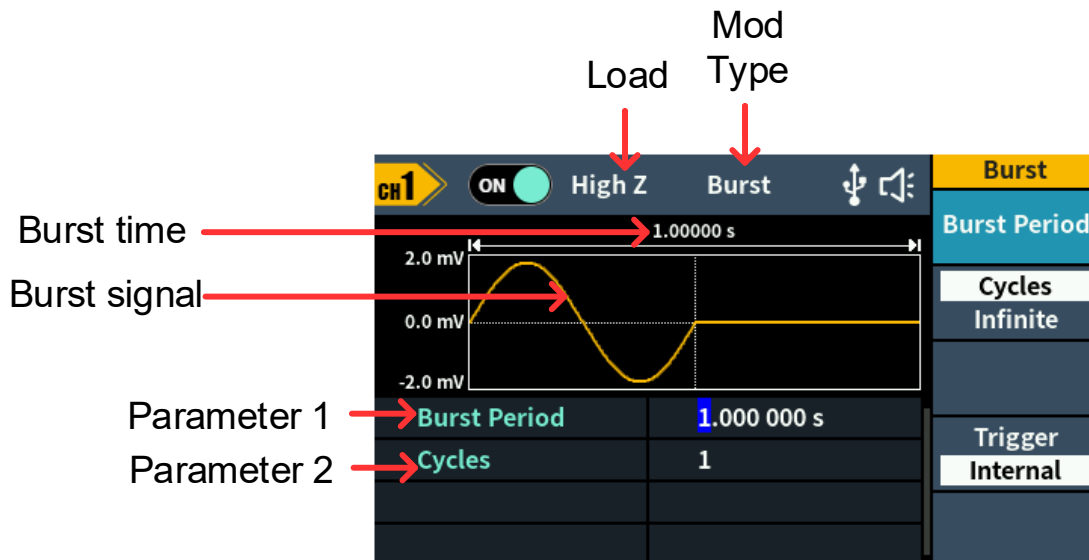 Mod
Type
Load
CH1
ON
High Z
Burst
Burst
Burst Period
Cycles
Infinite
Trigger
Internal
Burst time
1.00000 s
2.0 mV
Burst signal
0.0 mV
-2.0 mV
Parameter 1
Burst Period
1.000 000 s
Parameter 2
Cycles
1